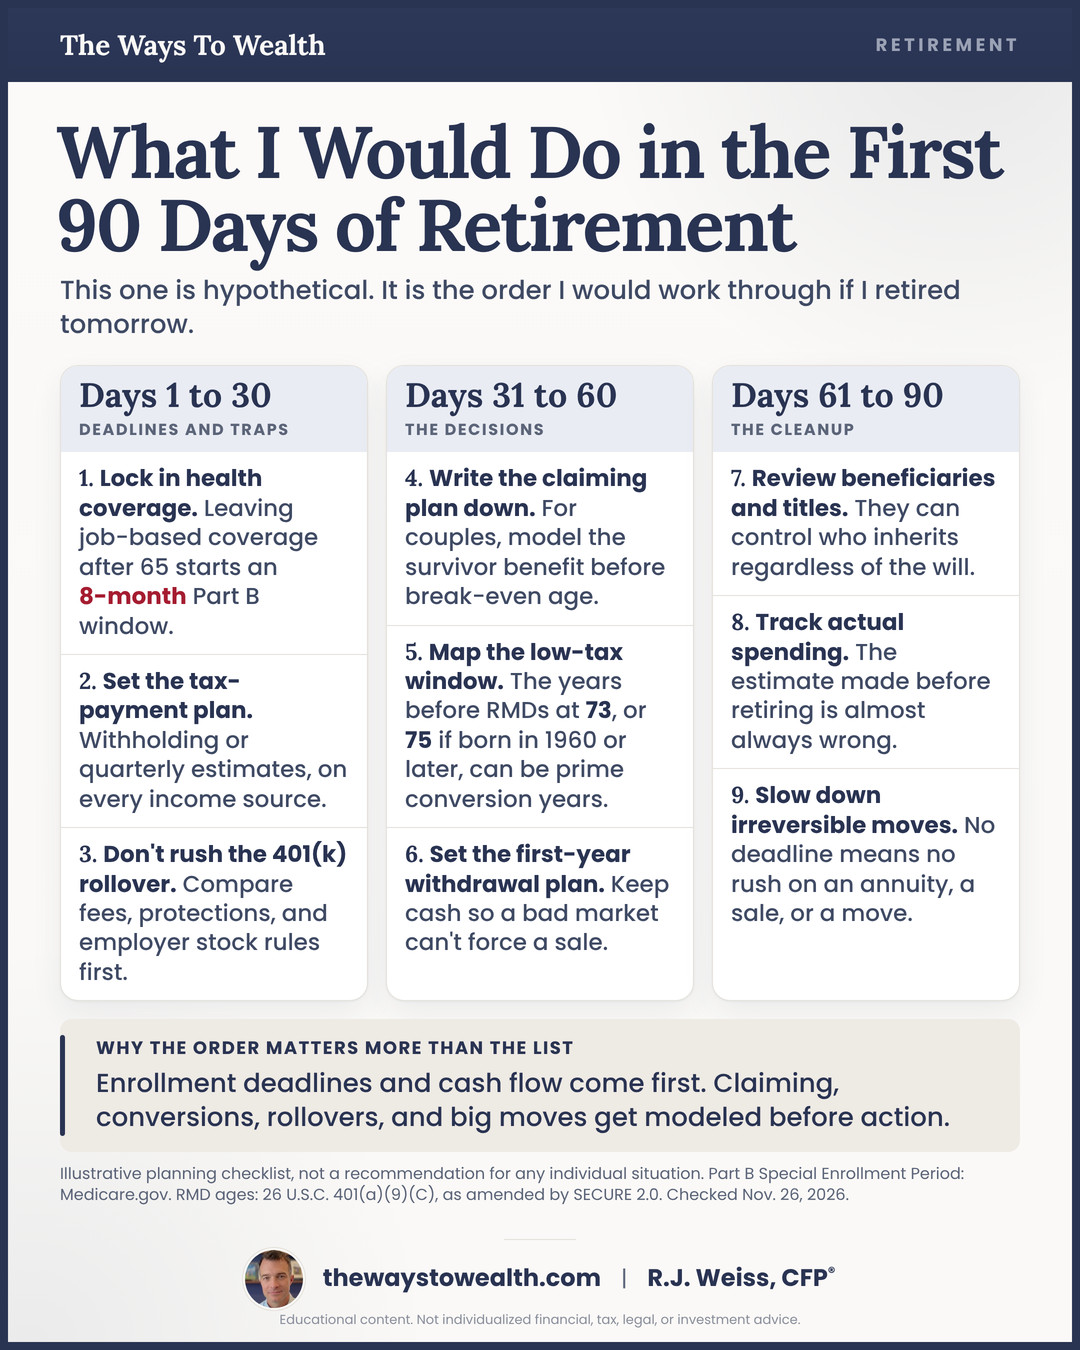 The Ways To Wealth
RETIREMENT
What I Would Do in the First
90 Days of Retirement
This one is hypothetical. It is the order I would work through if I retired
tomorrow.
Days 1 to 30
DEADLINES AND TRAPS
1. Lock in health
coverage. Leaving
job-based coverage
after 65 starts an
8-month Part B
window.
2. Set the tax-
payment plan.
Withholding or
quarterly estimates, on
every income source.
3. Don't rush the 401(k)
rollover. Compare
fees, protections, and
employer stock rules
first.
Days 31 to 60
THE DECISIONS
4. Write the claiming
plan down. For
couples, model the
survivor benefit before
break-even age.
5. Map the low-tax
window. The years
before RMDs at 73, or
75 if born in 1960 or
later, can be prime
conversion years.
6. Set the first-year
withdrawal plan. Keep
cash so a bad market
can't force a sale.
Days 61 to 90
THE CLEANUP
7. Review beneficiaries
and titles. They can
control who inherits
regardless of the will.
8. Track actual
spending. The
estimate made before
retiring is almost
always wrong.
9. Slow down
irreversible moves. No
deadline means no
rush on an annuity, a
sale, or a move.
WHY THE ORDER MATTERS MORE THAN THE LIST
Enrollment deadlines and cash flow come first. Claiming,
conversions, rollovers, and big moves get modeled before action.
Illustrative planning checklist, not a recommendation for any individual situation. Part B Special Enrollment Period:
Medicare.gov. RMD ages: 26 U.S.C. 401(a)(9)(C), as amended by SECURE 2.0. Checked Nov. 26, 2026.
thewaystowealth.com | R.J. Weiss, CFP®
Educational content. Not individualized financial, tax, legal, or investment advice.